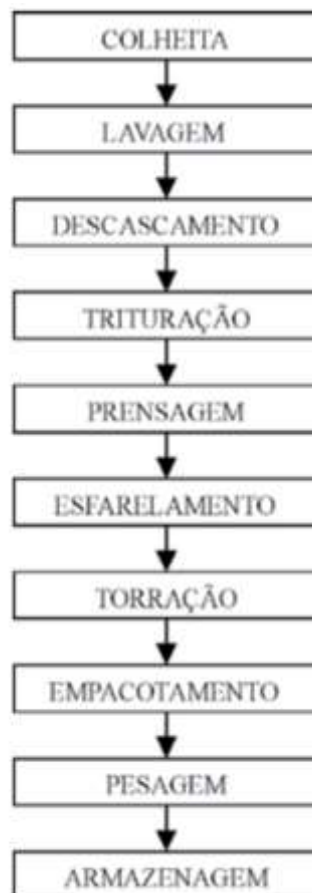 COLHEITA
LAVAGEM
DESCASCAMENTO
TRITURAÇÃO
PRENSAGEM
ESFARELAMENTO
TORRAÇÃO
EMPACOTAMENTO
PESAGEM
ARMAZENAGEM